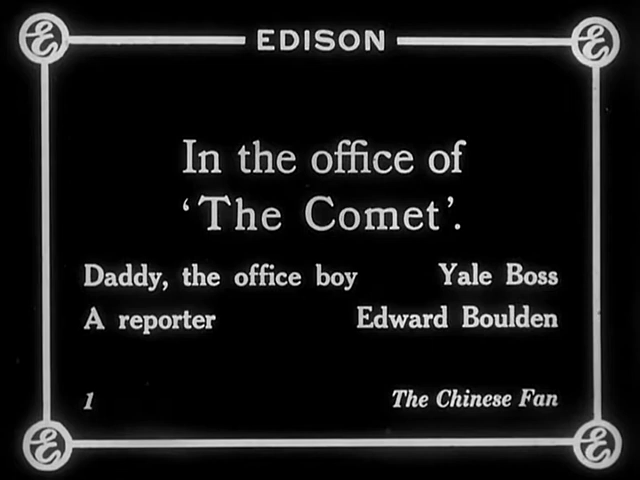 EDISON
In the office of
‘The Comet’.
Daddy, the office boy Yale Boss
A reporter Edward Boulden
1 The Chinese Fan